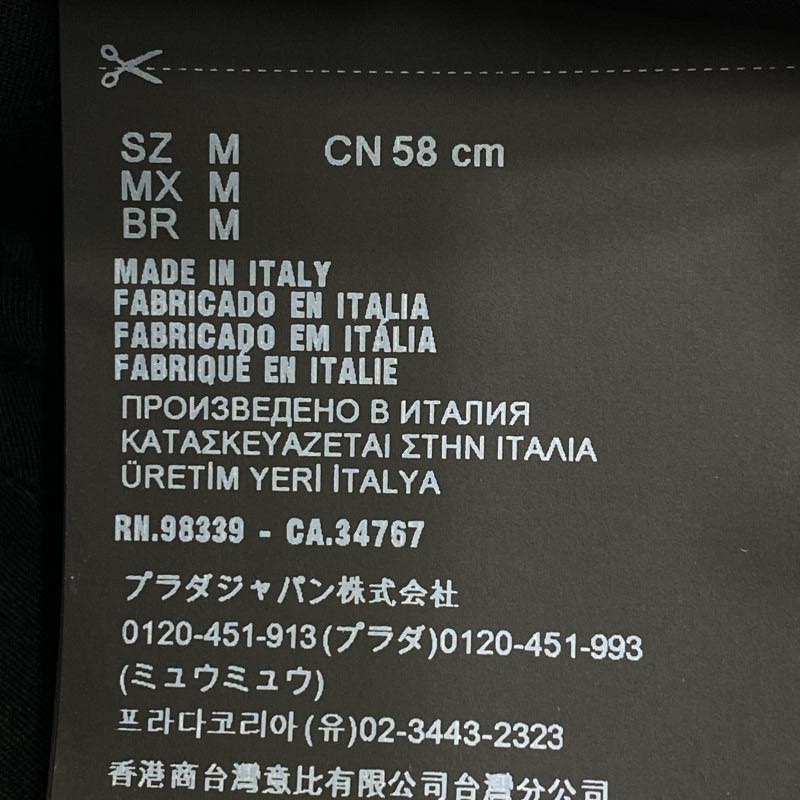 SZ M CN 58 cm
MX M
BR M
MADE IN ITALY
FABRICADO EN ITALIA
FABRICADO EM ITÁLIA
FABRIQUÉ EN ITALIE
ПРОИЗВЕДЕНО В ИТАЛИЯ
ΚΑΤΑΣΚΕΥΑΖΕΤΑΙ ΣΤΗΝ ΙΤΑΛΙΑ
ÜRETİM YERİ İTALYA
RN.98339 - CA.34767
プラダジャパン株式会社
0120-451-913(プラダ)0120-451-993
(ミュウミュウ)
프라다코리아(유)02-3443-2323
香港商台灣意比有限公司台灣分公司